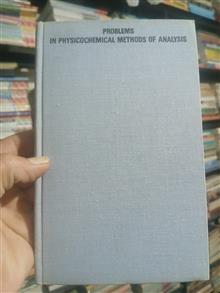 PROBLEMS
IN PHYSICOCHEMICAL METHODS OF ANALYSIS